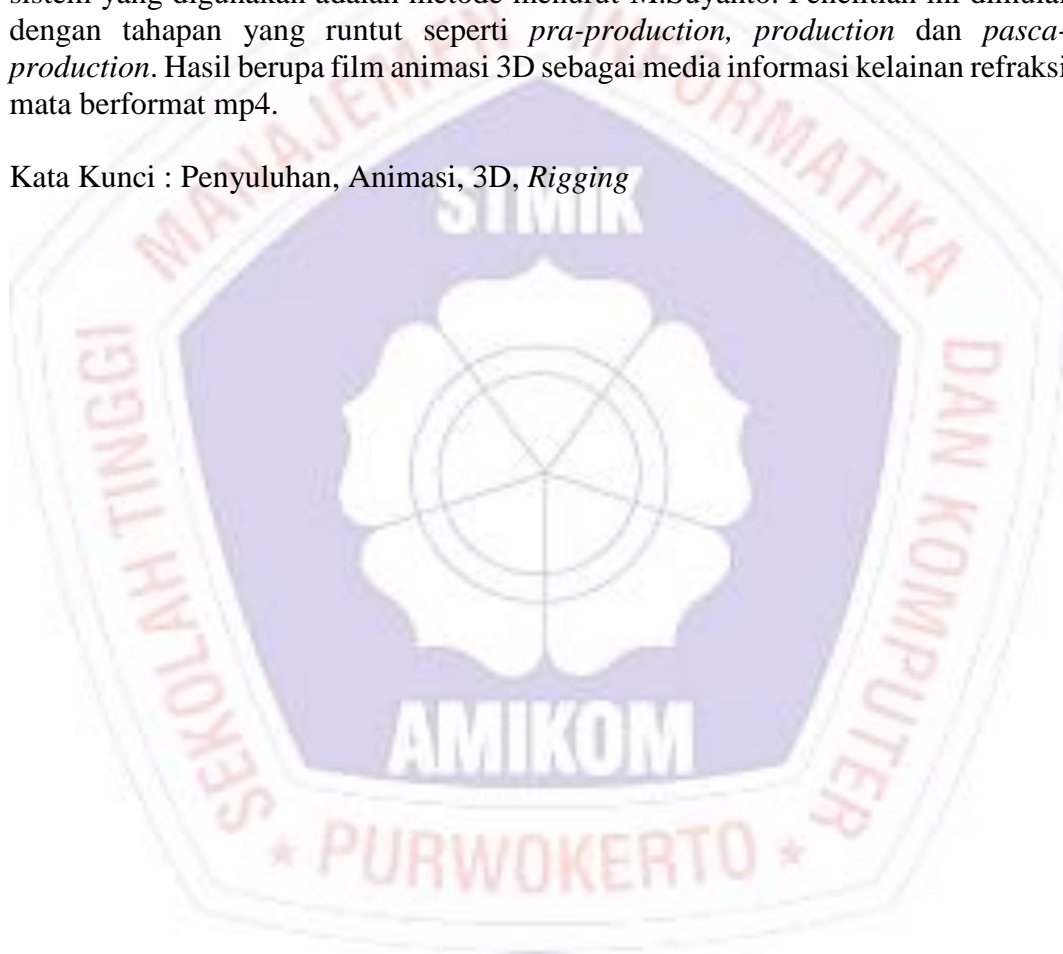 sistem yang digunakan adalah metode menurut M.Suyanto. Penelitian ini dimulai
dengan tahapan yang runtut seperti pra-production, production dan pasca-
production. Hasil berupa film animasi 3D sebagai media informasi kelainan refraksi
mata berformat mp4.
Kata Kunci : Penyuluhan, Animasi, 3D, Rigging
SEKOLAH TINGGI MANAJEMEN INFORMATIKA DAN KOMPUTER
STMIK
AMIKOM
* PURWOKERTO *